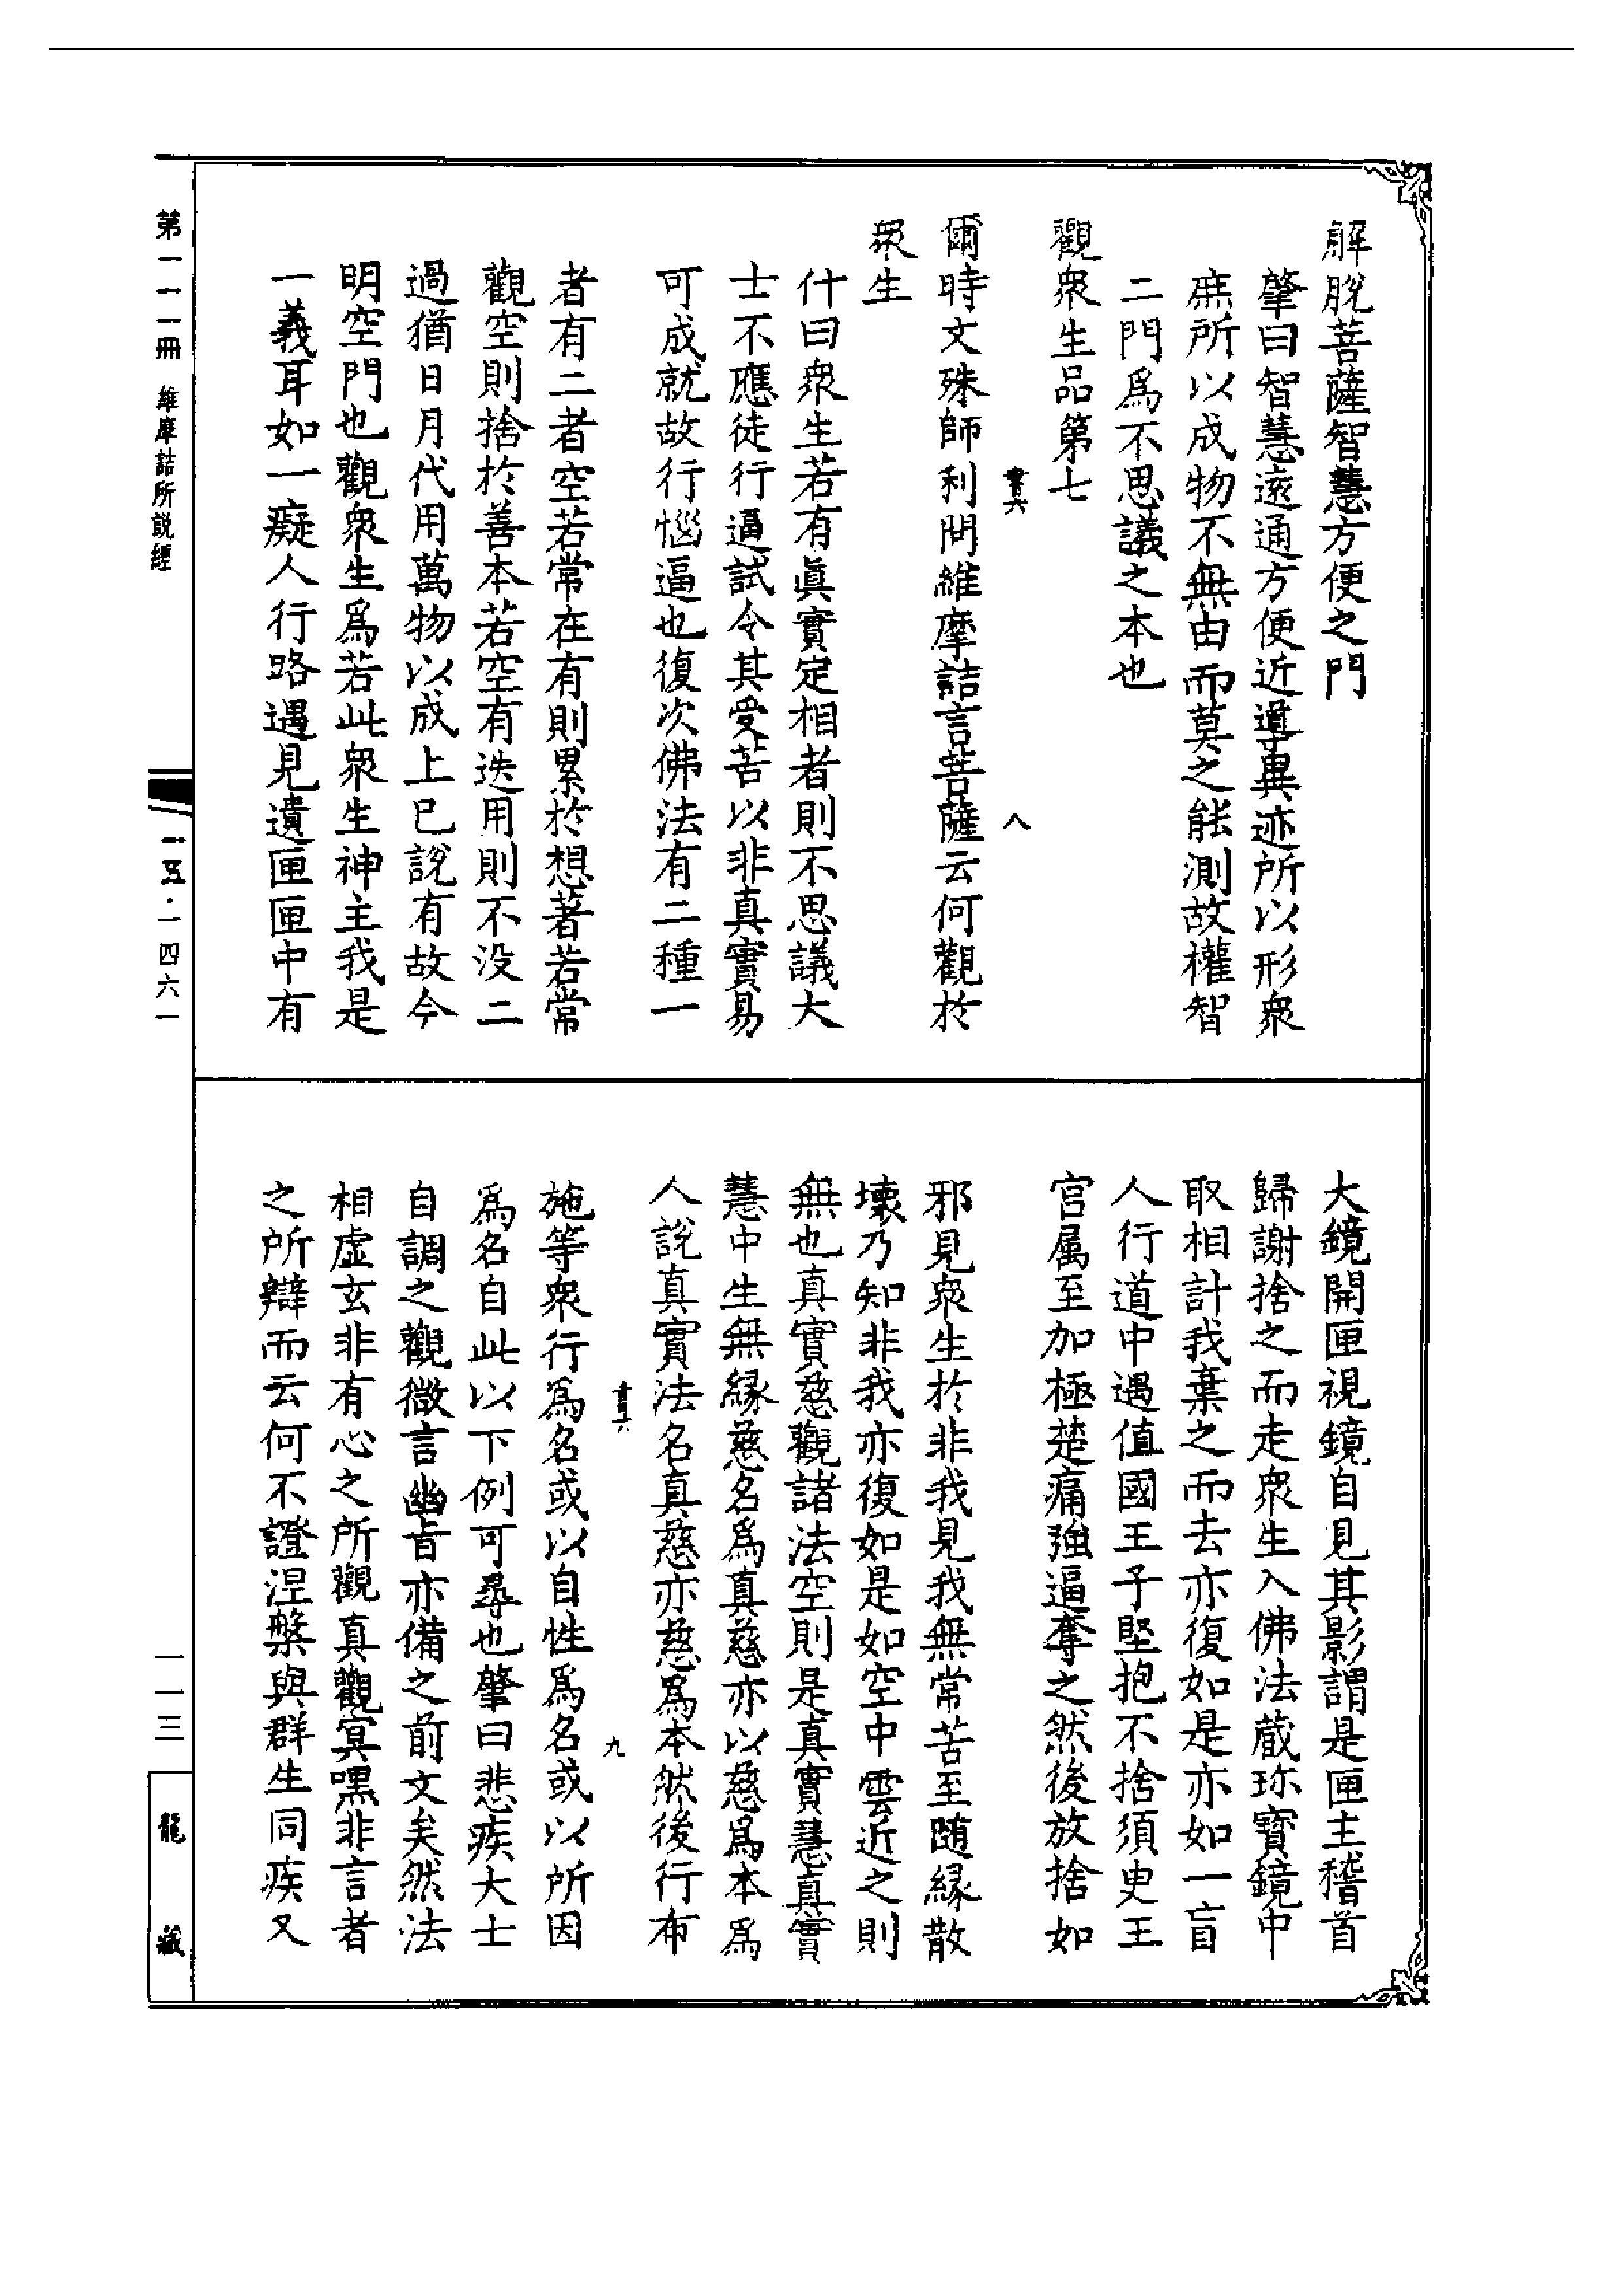 解脫菩薩智慧方便之門
肇曰智慧遠通方便近導異迹所以形衆
庶所以成物不無由而莫之能測故權智
二門爲不思議之本也
觀衆生品第七
八
爾時文殊師利問維摩詰言菩薩云何觀於
衆生
什曰衆生若有眞實定相者則不思議大
士不應徒行逼試令其受苦以非真實易
可成就故行惱逼也復次佛法有二種一
者有二者空若常在有則累於想著若常
觀空則捨於善本若空有迭用則不没二
過猶日月代用萬物以成上已說有故今
明空門也觀衆生爲若此衆生神主我是
一義耳如一癡人行路遇見遺匣匣中有
大鏡開匣視鏡自見其影謂是匣主稽首
歸謝捨之而走衆生入佛法藏珎寶鏡中
取相計我棄之而去亦復如是亦如一盲
人行道中遇值國王子堅抱不捨須臾王
官属至加極楚痛強逼奪之然後放捨如
邪見衆生於非我見我無常苦至随緣散
壞乃知非我亦復如是如空中雲近之則
無也真實慈觀諸法空則是真實慧真實
慧中生無緣慈名爲真慈亦以慈爲本爲
人說真實法名真慈亦慈爲本然後行布
九
施等衆行爲名或以自性爲名或以所因
爲名自此以下例可尋也肇曰悲疾大士
自調之觀微言幽旨亦備之前文矣然法
相虛玄非有心之所觀真觀冥嘿非言者
之所辯而云何不證涅槃與群生同疾又
第一一一冊 維摩詰所說經
一五·一四六一
一一三
龍藏